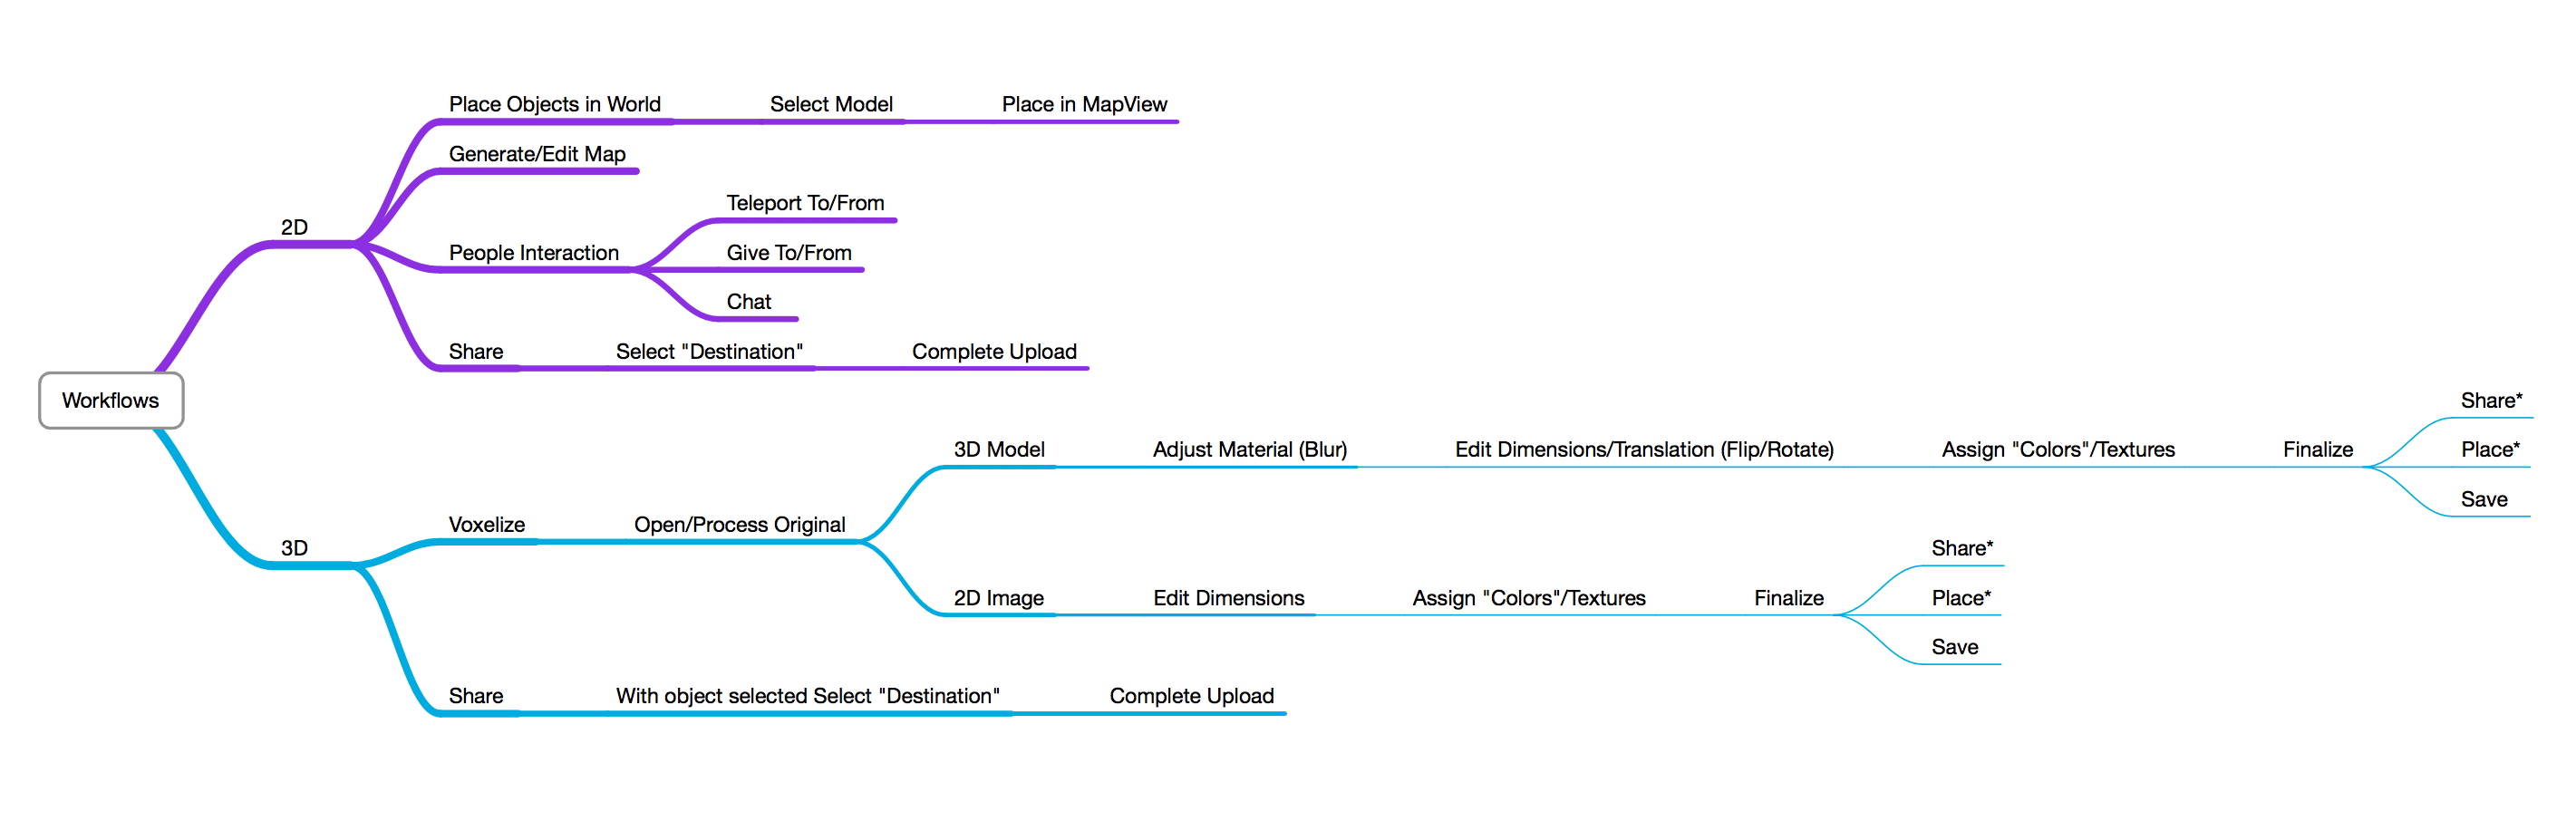 Workflows
2D
Place Objects in World
Select Model
Place in MapView
Generate/Edit Map
People Interaction
Teleport To/From
Give To/From
Chat
Share
Select "Destination"
Complete Upload
3D
Voxelize
Open/Process Original
3D Model
Adjust Material (Blur)
Edit Dimensions/Translation (Flip/Rotate)
Assign "Colors"/Textures
Finalize
Share*
Place*
Save
2D Image
Edit Dimensions
Assign "Colors"/Textures
Finalize
Share*
Place*
Save
Share
With object selected Select "Destination"
Complete Upload